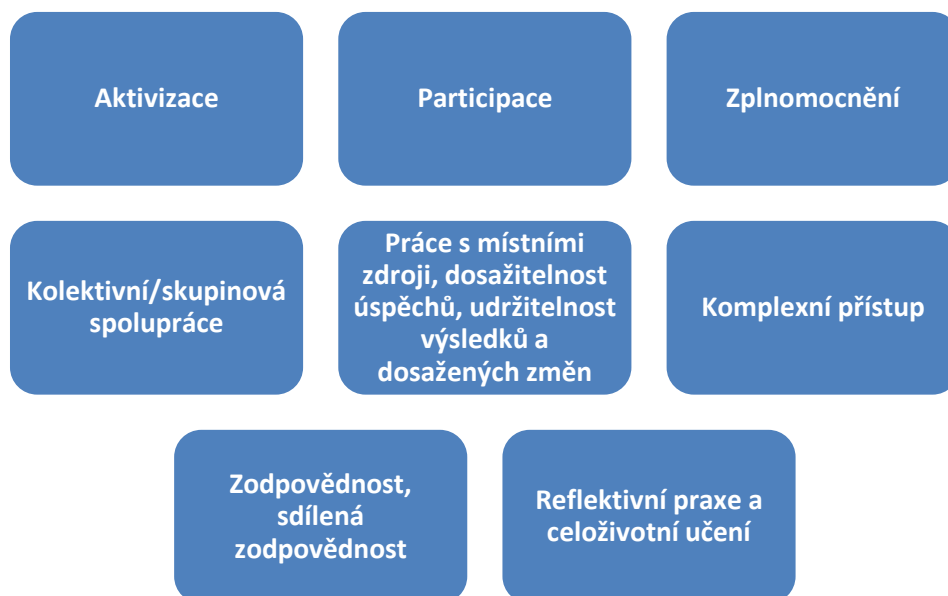 Aktivizace
Participace
Zplnomocnění
Kolektivní/skupinová
spolupráce
Práce s místními
zdroji, dosažitelnost
úspěchů, udržitelnost
výsledků a
dosažených změn
Komplexní přístup
Zodpovědnost,
sdílená
zodpovědnost
Reflektivní praxe a
celoživotní učení